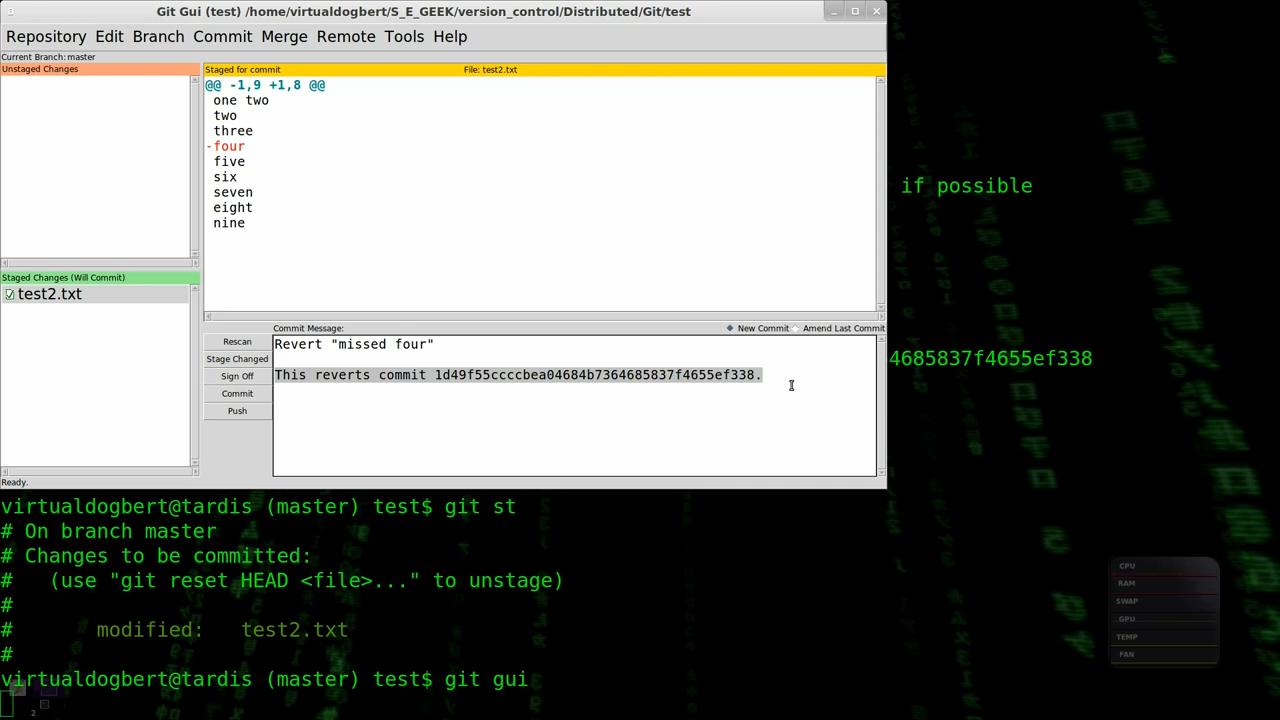 Git Gui (test) /home/virtualdogbert/S_E_GEEK/version_control/Distributed/Git/test
Repository Edit Branch Commit Merge Remote Tools Help
Current Branch: master
Unstaged Changes
Staged for commit File: test2.txt
@@ -1,9 +1,8 @@
one two
two
three
-four
five
six
seven
eight
nine
Staged Changes (Will Commit)
test2.txt
Commit Message: New Commit Amend Last Commit
Rescan
Stage Changed
Sign Off
Commit
Push
Revert "missed four"
This reverts commit 1d49f55ccccbea04684b7364685837f4655ef338.
Ready.
if possible
4685837f4655ef338
virtualdogbert@tardis (master) test$ git st
# On branch master
# Changes to be committed:
#   (use "git reset HEAD <file>..." to unstage)
#
#       modified:   test2.txt
#
virtualdogbert@tardis (master) test$ git gui
2
CPU
RAM
SWAP
GPU
TEMP
FAN